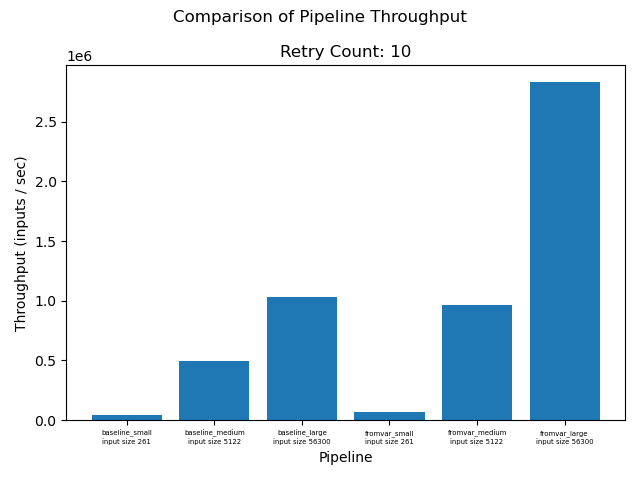 Comparison of Pipeline Throughput
Retry Count: 10
1e6
2.5
2.0
1.5
1.0
0.5
0.0
Throughput (inputs / sec)
baseline_small
input size 261
baseline_medium
input size 5122
baseline_large
input size 56300
fromvar_small
input size 261
fromvar_medium
input size 5122
fromvar_large
input size 56300
Pipeline